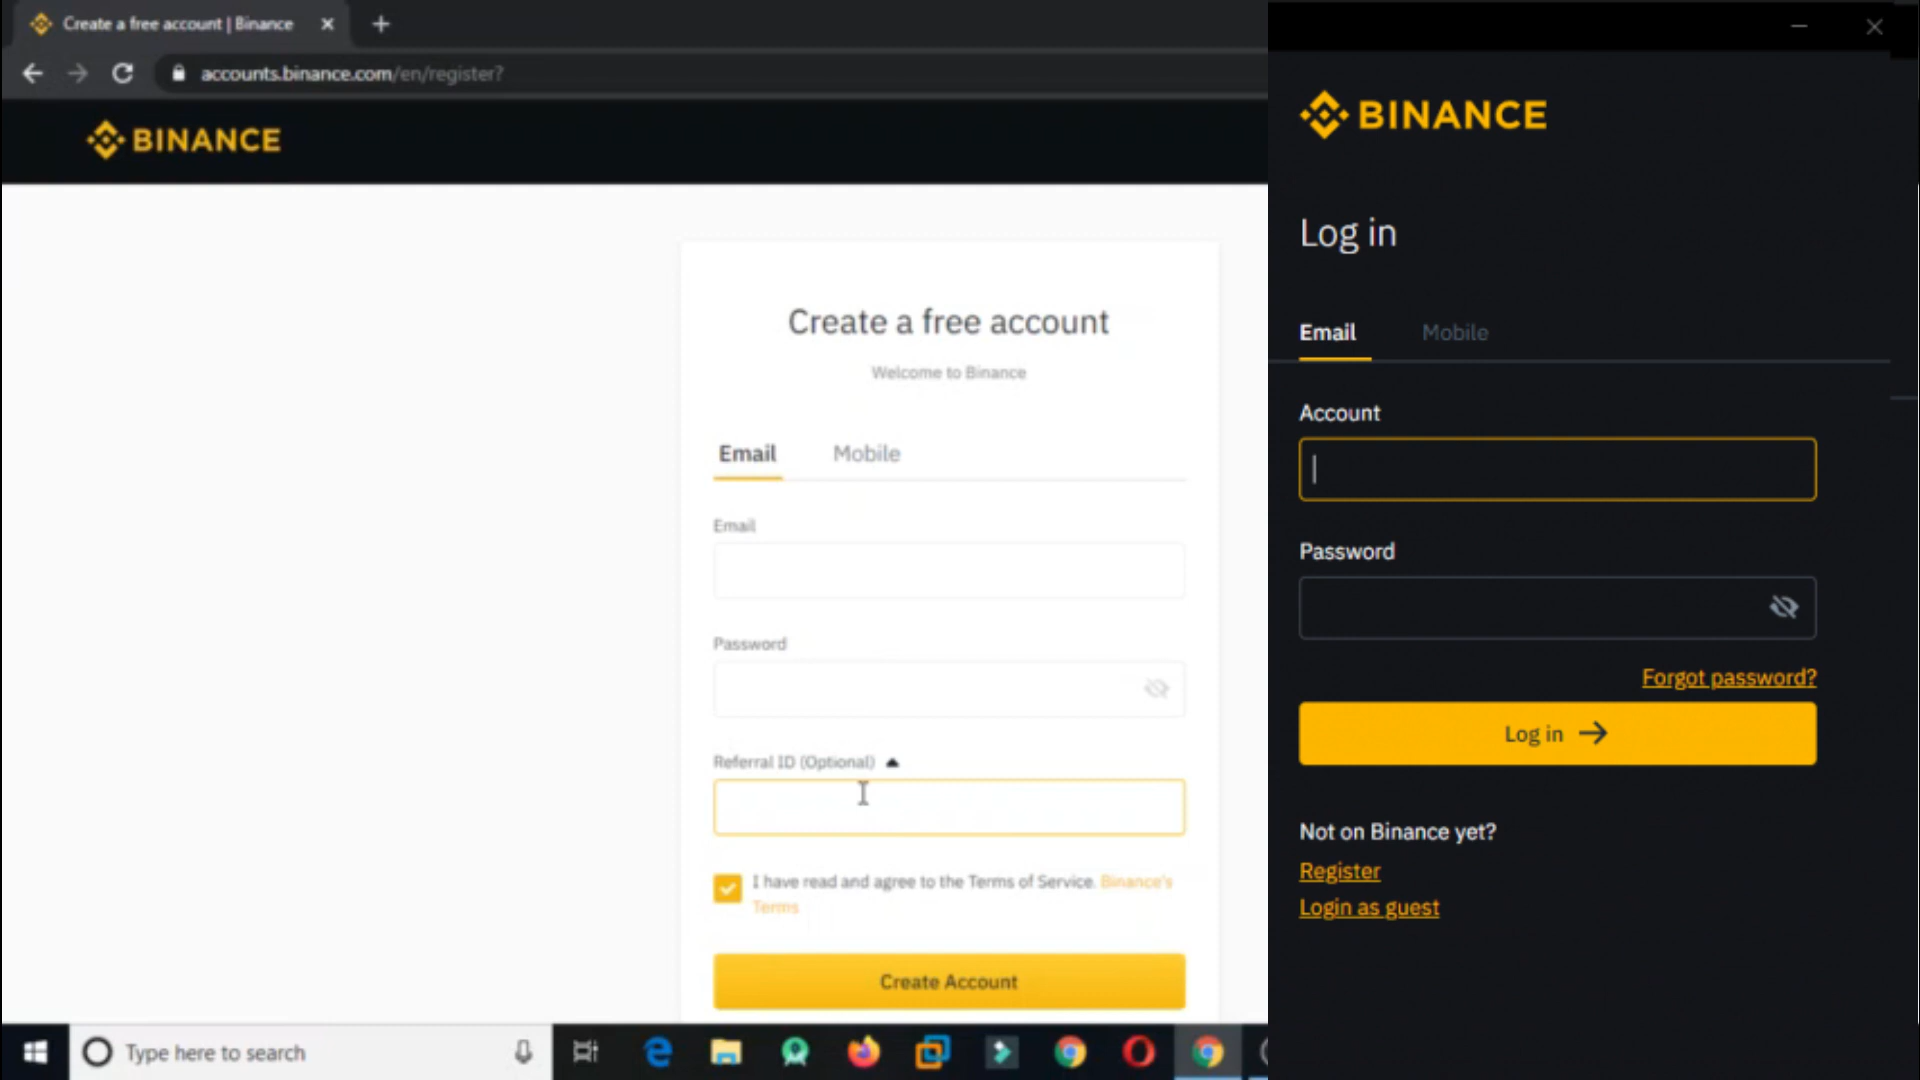 Create a free account | Binance
accounts.binance.com/en/register?
BINANCE
Create a free account
Welcome to Binance
Email Mobile
Email
Password
Referral ID (Optional)
I have read and agree to the Terms of Service. Binance's
Terms
Create Account
Type here to search
BINANCE
Log in
Email Mobile
Account
Password
Forgot password?
Log in
Not on Binance yet?
Register
Login as guest